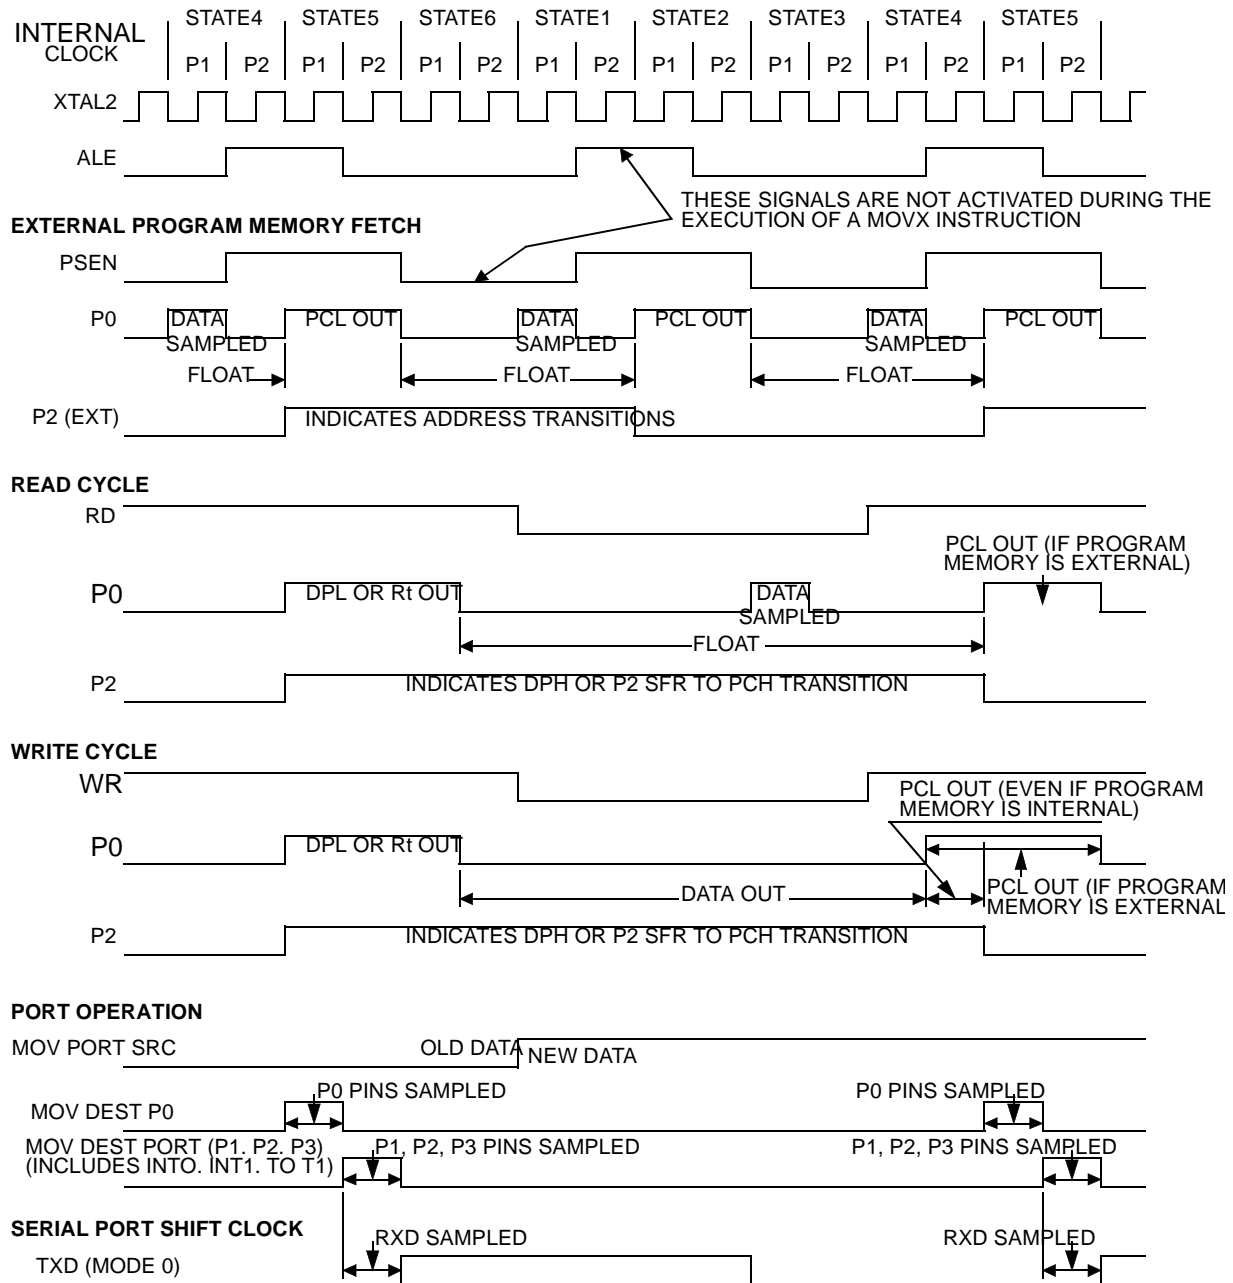 INTERNAL
CLOCK
STATE4 STATE5 STATE6 STATE1 STATE2 STATE3 STATE4 STATE5
P1 P2 P1 P2 P1 P2 P1 P2 P1 P2 P1 P2 P1 P2 P1 P2
XTAL2
ALE
THESE SIGNALS ARE NOT ACTIVATED DURING THE
EXECUTION OF A MOVX INSTRUCTION
EXTERNAL PROGRAM MEMORY FETCH
PSEN
P0 DATA PCL OUT DATA PCL OUT DATA PCL OUT
SAMPLED SAMPLED SAMPLED
FLOAT FLOAT FLOAT
P2 (EXT) INDICATES ADDRESS TRANSITIONS
READ CYCLE
RD
PCL OUT (IF PROGRAM
MEMORY IS EXTERNAL)
P0 DPL OR Rt OUT DATA
SAMPLED
FLOAT
P2 INDICATES DPH OR P2 SFR TO PCH TRANSITION
WRITE CYCLE
WR
PCL OUT (EVEN IF PROGRAM
MEMORY IS INTERNAL)
P0 DPL OR Rt OUT
DATA OUT
PCL OUT (IF PROGRAM
MEMORY IS EXTERNAL
P2 INDICATES DPH OR P2 SFR TO PCH TRANSITION
PORT OPERATION
MOV PORT SRC OLD DATA NEW DATA
P0 PINS SAMPLED P0 PINS SAMPLED
MOV DEST P0
MOV DEST PORT (P1. P2. P3) P1, P2, P3 PINS SAMPLED P1, P2, P3 PINS SAMPLED
(INCLUDES INTO. INT1. TO T1)
SERIAL PORT SHIFT CLOCK
RXD SAMPLED RXD SAMPLED
TXD (MODE 0)